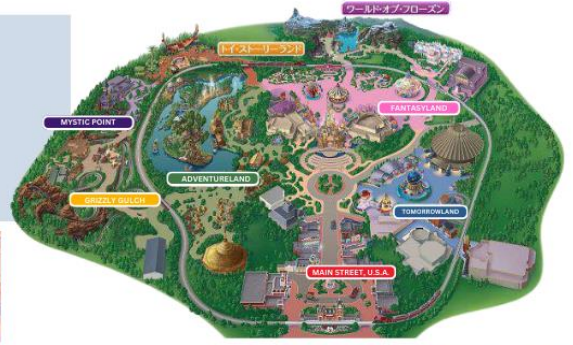 ワールド・オブ・フローズン
トイ・ストーリーランド
FANTASYLAND
MYSTIC POINT
ADVENTURELAND
GRIZZLY GULCH
TOMORROWLAND
MAIN STREET, U.S.A.